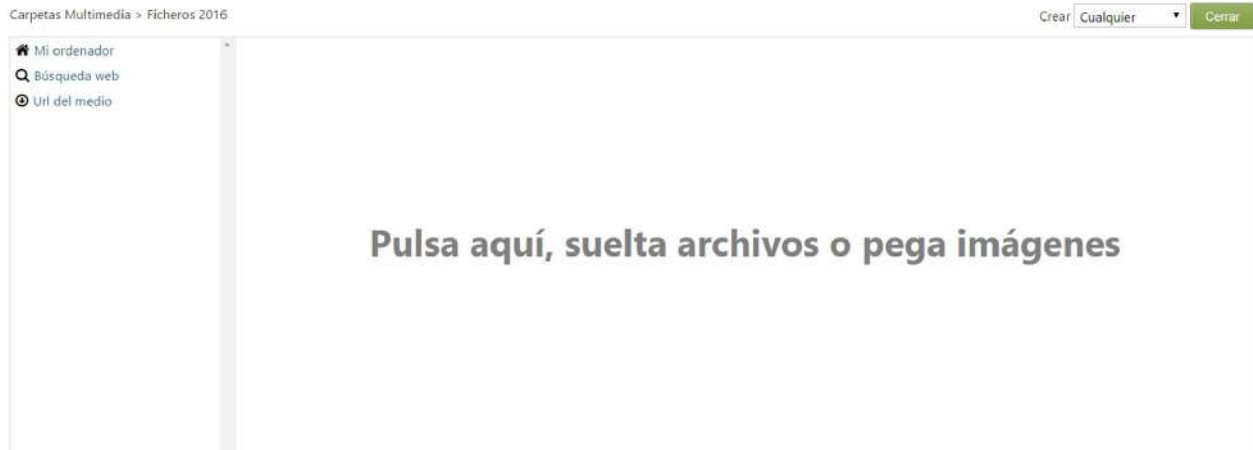 Carpetas Multimedia > Ficheros 2016
Crear Cualquier Cerrar
Mi ordenador
Búsqueda web
Url del medio
Pulsa aquí, suelta archivos o pega imágenes